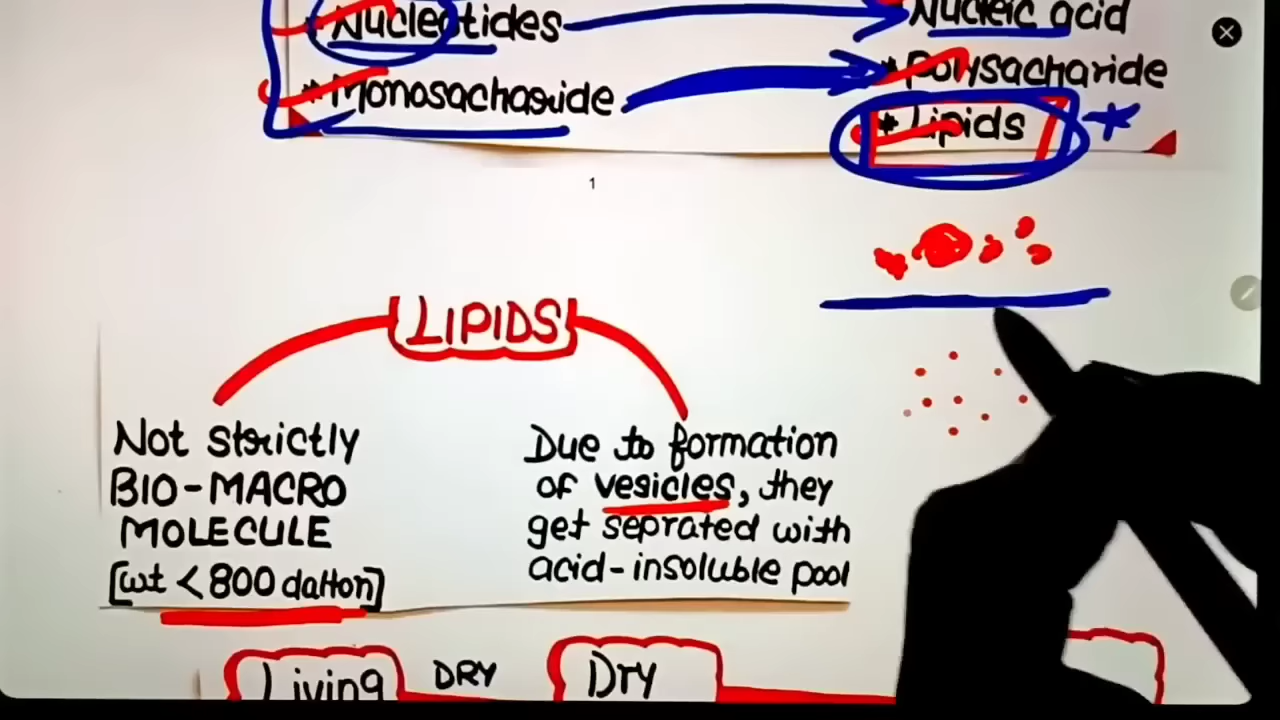 *Nucleotides
*Nucleic acid
*Monosacharide
*Polysacharide
*Lipids
1
LIPIDS
Not strictly
BIO-MACRO
MOLECULE
[wt <800 dalton]
Due to formation
of vesicles, they
get seprated with
acid-insoluble pool
Living
DRY
Dry